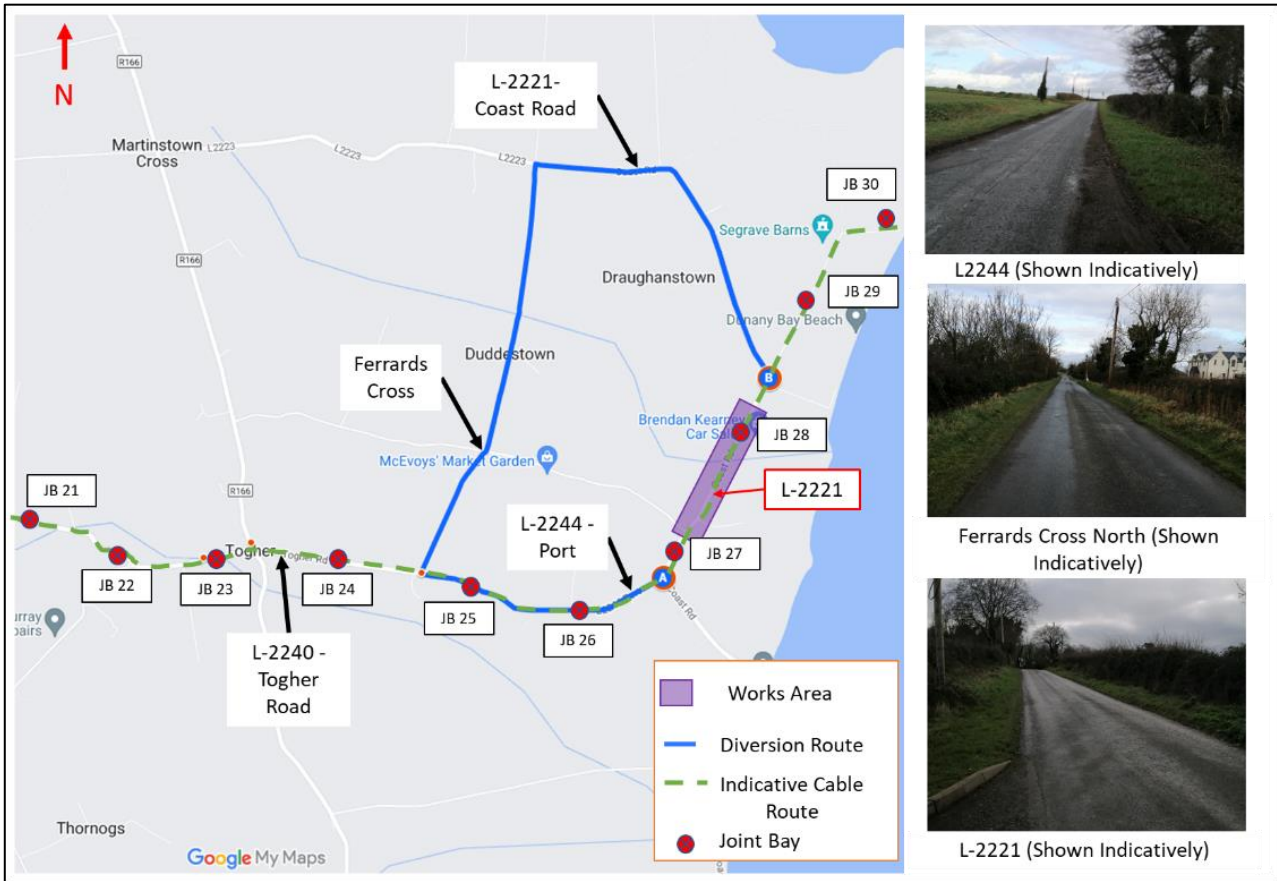 N
R166
L-2221-
Coast Road
Martinstown
Cross
L2223
L2223
L2223
JB 30
Segrave Barns
R166
Draughanstown
JB 29
Dunany Bay Beach
Duddestown
Ferrards
Cross
B
Brendan Kearney
Car Sales
JB 28
McEvoys' Market Garden
L-2221
R166
JB 21
L-2244 -
Port
Togher
Togher Rd
JB 27
JB 22
JB 23
JB 24
A
Coast Rd
JB 25
JB 26
urray
pairs
L-2240 -
Togher
Road
Works Area
Diversion Route
Indicative Cable
Route
Joint Bay
Thornogs
Google My Maps
L2244 (Shown Indicatively)
Ferrards Cross North (Shown
Indicatively)
L-2221 (Shown Indicatively)